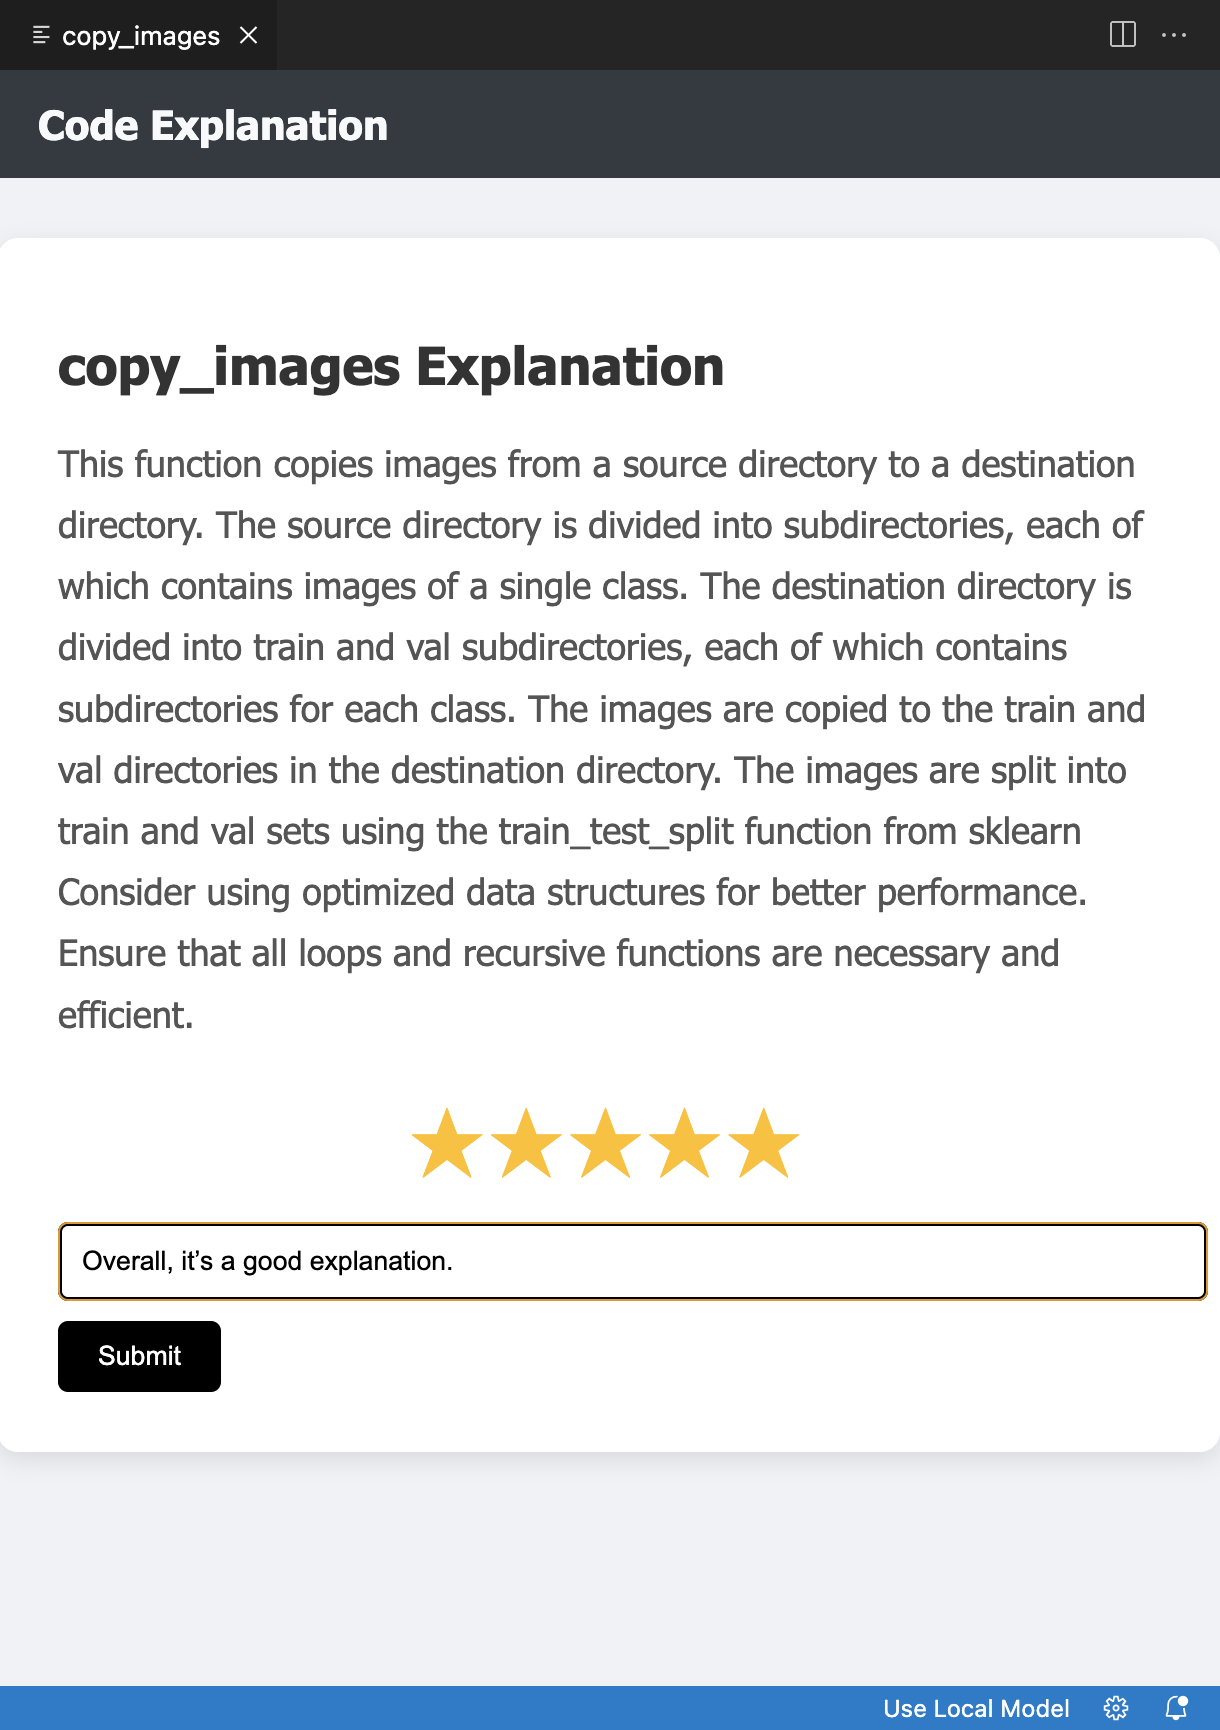 copy_images
Code Explanation
copy_images Explanation
This function copies images from a source directory to a destination
directory. The source directory is divided into subdirectories, each of
which contains images of a single class. The destination directory is
divided into train and val subdirectories, each of which contains
subdirectories for each class. The images are copied to the train and
val directories in the destination directory. The images are split into
train and val sets using the train_test_split function from sklearn
Consider using optimized data structures for better performance.
Ensure that all loops and recursive functions are necessary and
efficient.
Overall, it’s a good explanation.
Submit
Use Local Model